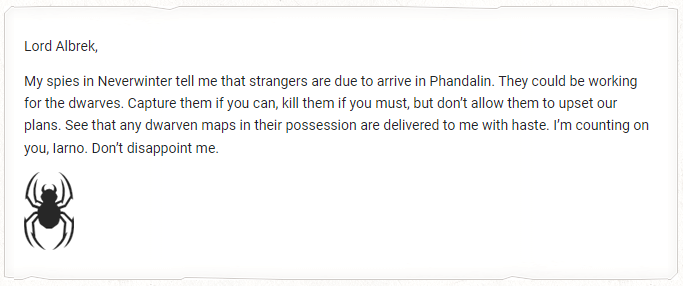 Lord Albrek,
My spies in Neverwinter tell me that strangers are due to arrive in Phandalin. They could be working
for the dwarves. Capture them if you can, kill them if you must, but don’t allow them to upset our
plans. See that any dwarven maps in their possession are delivered to me with haste. I’m counting on
you, Iarno. Don’t disappoint me.